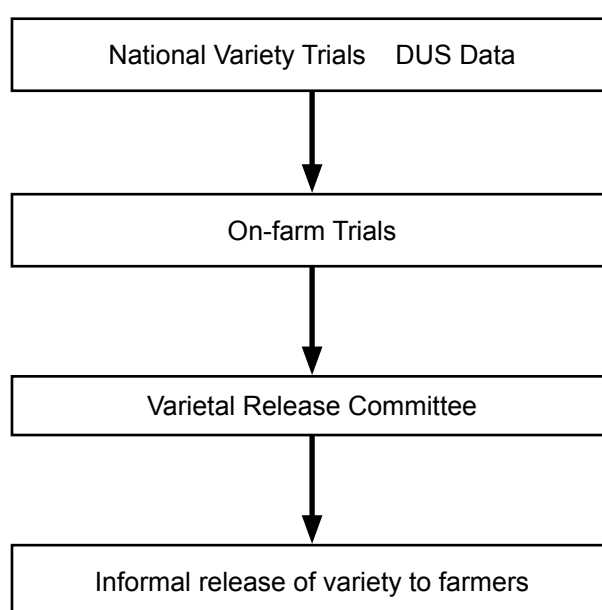 National Variety Trials    DUS Data
On-farm Trials
Varietal Release Committee
Informal release of variety to farmers